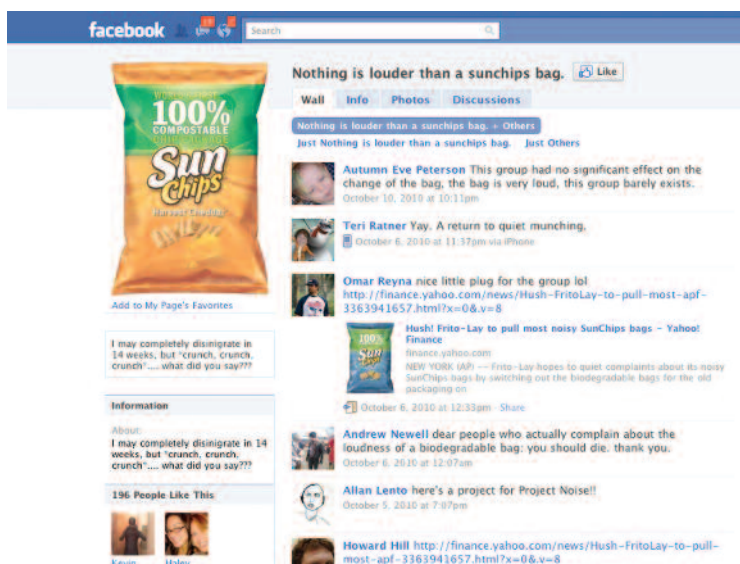 facebook
Search
100%
COMPOSTABLE
Sun
Chips
Harvest Cheddar
Add to My Page's Favorites
I may completely disinigrate in
14 weeks, but "crunch, crunch,
crunch".... what did you say???
Information
About:
I may completely disinigrate in 14
weeks, but "crunch, crunch,
crunch".... what did you say???
196 People Like This
Kevin
Haley
Nothing is louder than a sunchips bag.
Like
Wall Info Photos Discussions
Nothing is louder than a sunchips bag. + Others
Just Nothing is louder than a sunchips bag. Just Others
Autumn Eve Peterson This group had no significant effect on the
change of the bag, the bag is very loud, this group barely exists.
October 10, 2010 at 10:11pm
Teri Ratner Yay. A return to quiet munching.
October 6, 2010 at 11:37pm via iPhone
Omar Reyna nice little plug for the group lol
http://finance.yahoo.com/news/Hush-FritoLay-to-pull-most-apf-
3363941657.html?x=0&.v=8
100%
Sun
Hush! Frito-Lay to pull most noisy SunChips bags - Yahoo!
Finance
finance.yahoo.com
NEW YORK (AP) -- Frito-Lay hopes to quiet complaints about its noisy
SunChips bags by switching out the biodegradable bags for the old
packaging on
October 6, 2010 at 12:33pm · Share
Andrew Newell dear people who actually complain about the
loudness of a biodegradable bag: you should die. thank you.
October 6, 2010 at 12:07am
Allan Lento here's a project for Project Noise!!
October 5, 2010 at 7:07pm
Howard Hill http://finance.yahoo.com/news/Hush-FritoLay-to-pull-
most-apf-3363941657.html?x=0&.v=8